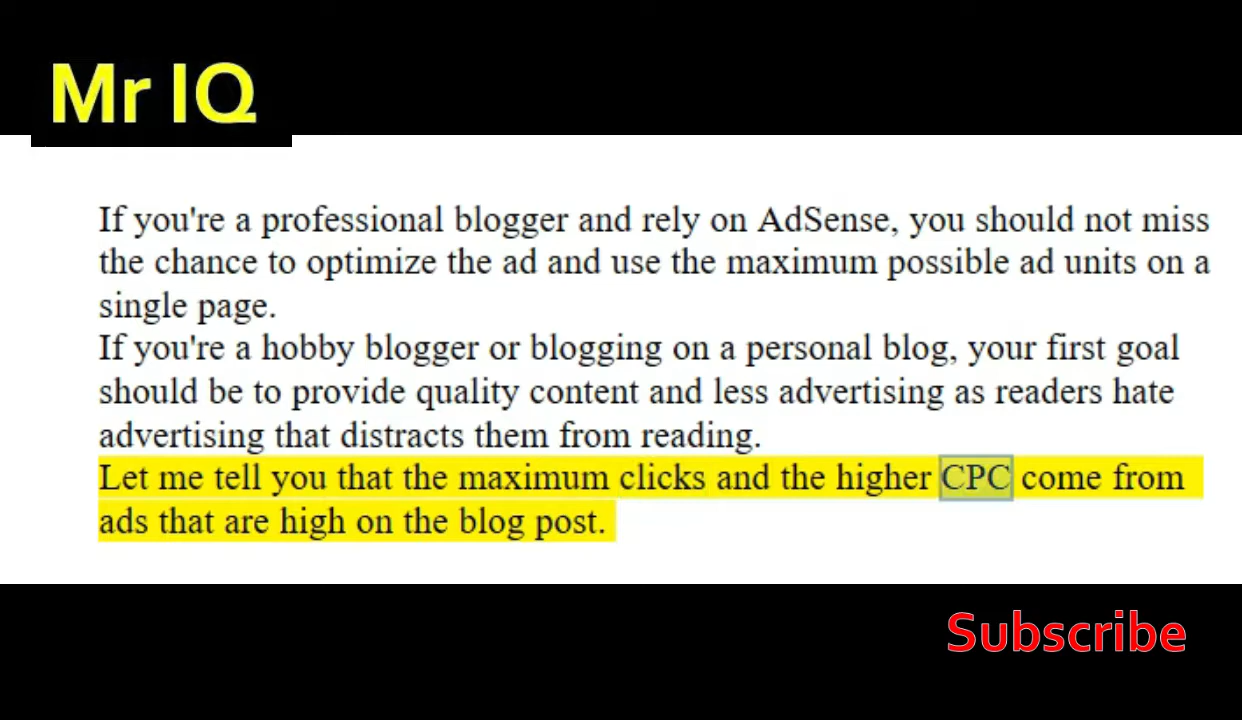 Mr IQ
If you're a professional blogger and rely on AdSense, you should not miss
the chance to optimize the ad and use the maximum possible ad units on a
single page.
If you're a hobby blogger or blogging on a personal blog, your first goal
should be to provide quality content and less advertising as readers hate
advertising that distracts them from reading.
Let me tell you that the maximum clicks and the higher CPC come from
ads that are high on the blog post.
Subscribe